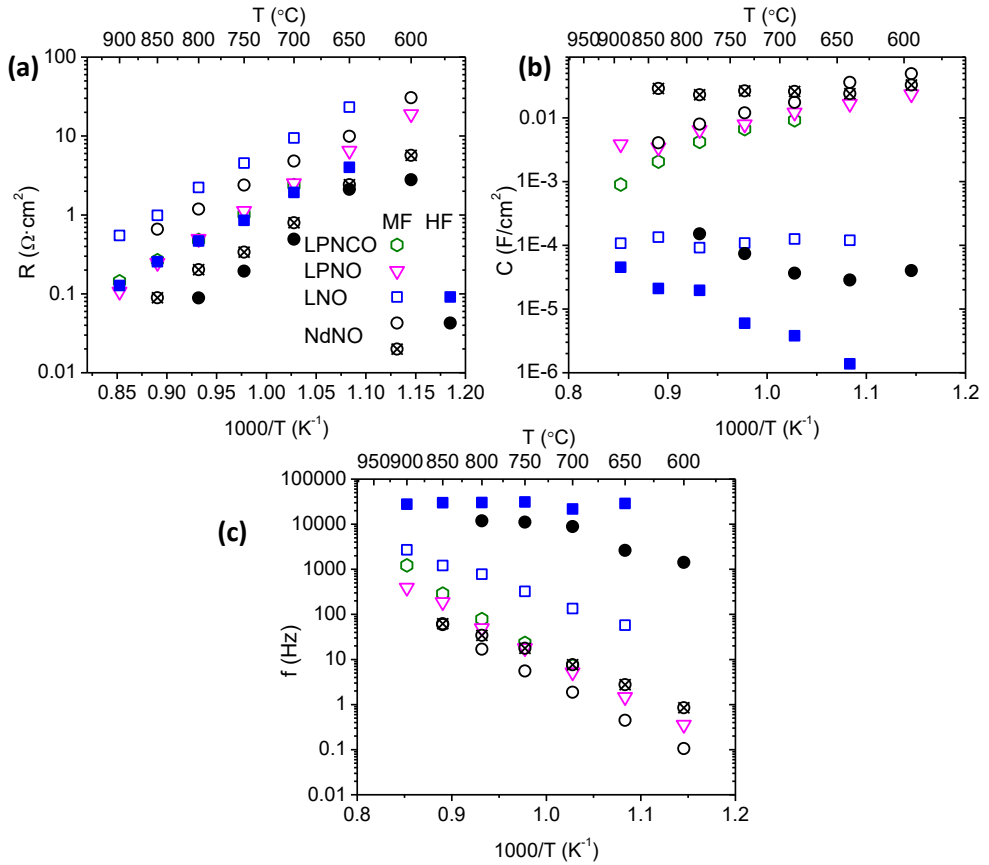 T (°C)
900 850 800 750 700 650 600
(a)
100
10
1
0.1
0.01
R (Ω·cm²)
MF HF
LPNCO
LPNO
LNO
NdNO
0.85 0.90 0.95 1.00 1.05 1.10 1.15 1.20
1000/T (K⁻¹)
T (°C)
950 900 850 800 780 730 680 640 590
(b)
0.01
1E-3
1E-4
1E-5
1E-6
C (F/cm²)
0.8 0.9 1.0 1.1 1.2
1000/T (K⁻¹)
T (°C)
950 900 850 800 750 700 650 600
(c)
100000
10000
1000
100
10
1
0.1
0.01
f (Hz)
0.8 0.9 1.0 1.1 1.2
1000/T (K⁻¹)